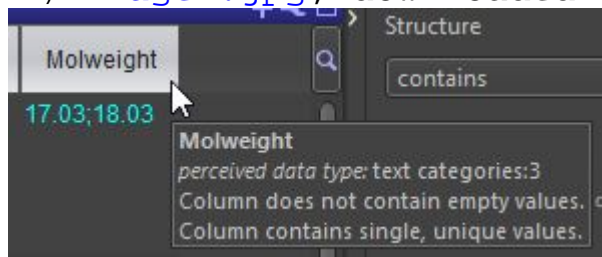 Structure
Molweight
contains
17.03;18.03
Molweight
perceived data type: text categories:3
Column does not contain empty values.
Column contains single, unique values.